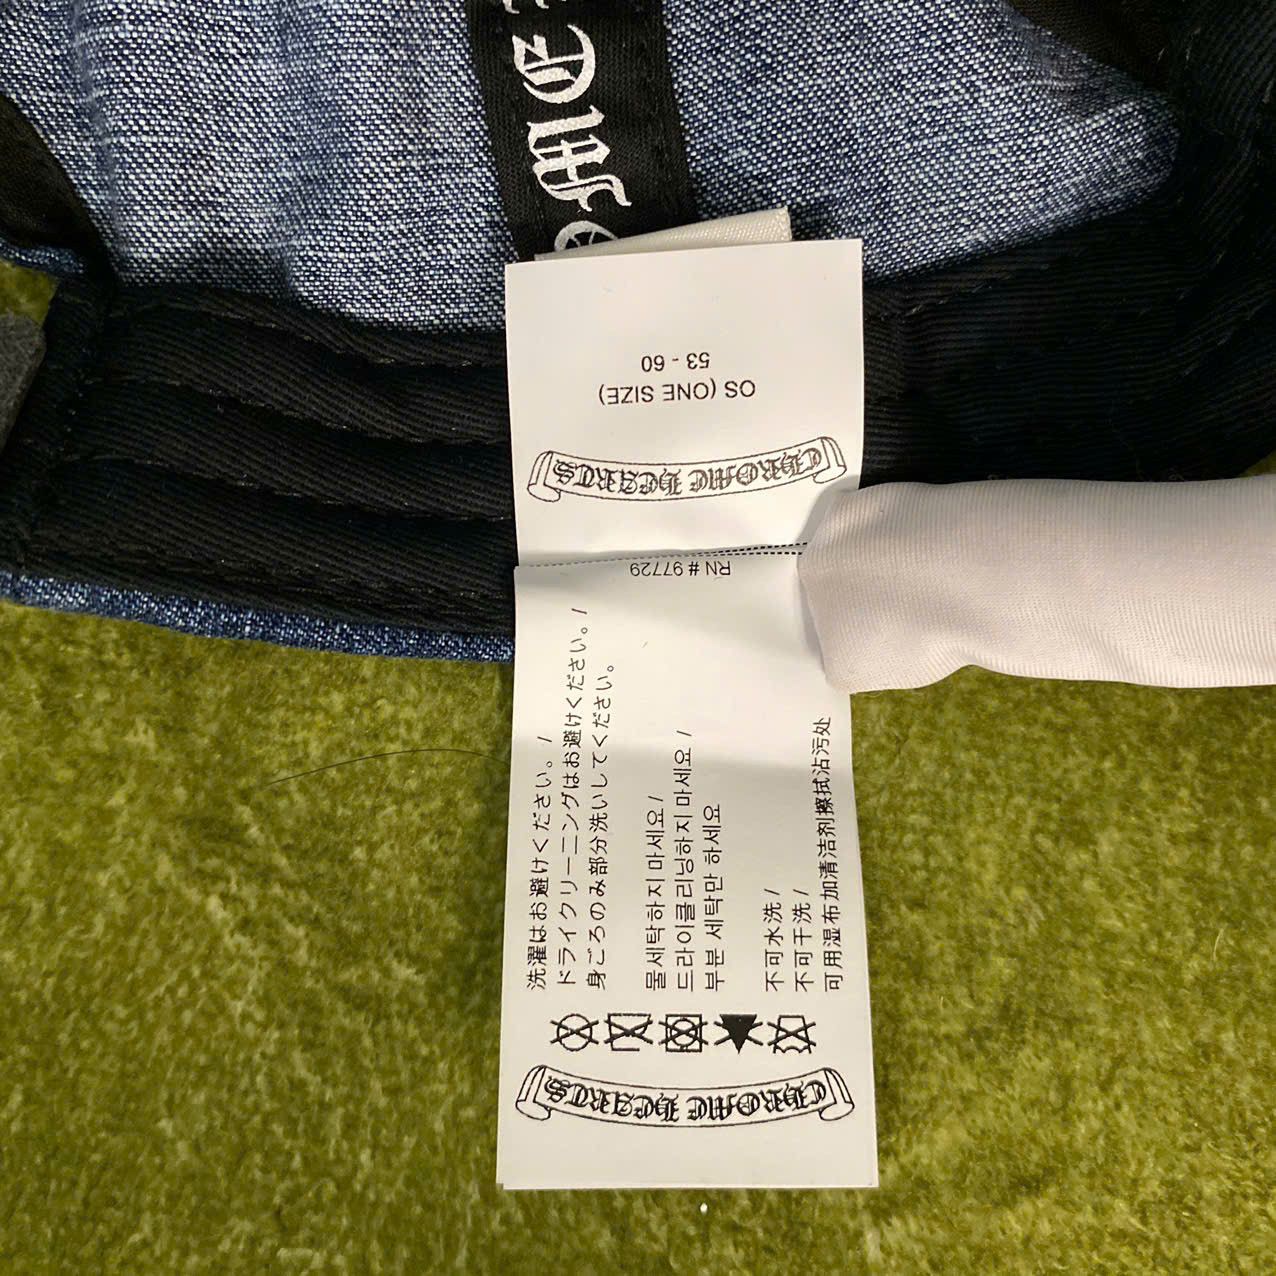 OS (ONE SIZE)
53 - 60
CHROME HEARTS
RN # 97729
洗濯はお避けください。 /
ドライクリーニングはお避けください。 /
身ごろのみ部分洗いしてください。
물세탁하지 마세요 /
드라이클리닝하지 마세요 /
부분 세탁만 하세요
不可水洗 /
不可干洗 /
可用湿布加清洁剂擦拭沾污处
CHROME HEARTS